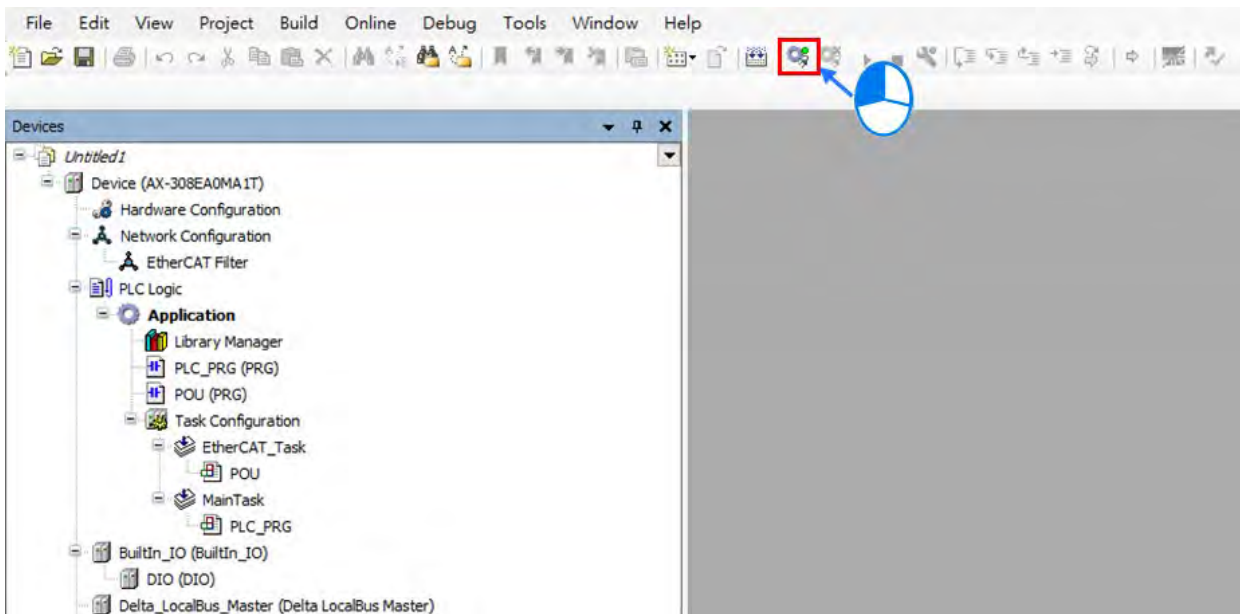 File Edit View Project Build Online Debug Tools Window Help
Devices
Untitled1
Device (AX-308EA0MA1T)
Hardware Configuration
Network Configuration
EtherCAT Filter
PLC Logic
Application
Library Manager
PLC_PRG (PRG)
POU (PRG)
Task Configuration
EtherCAT_Task
POU
MainTask
PLC_PRG
BuiltIn_IO (BuiltIn_IO)
DIO (DIO)
Delta_LocalBus_Master (Delta LocalBus Master)